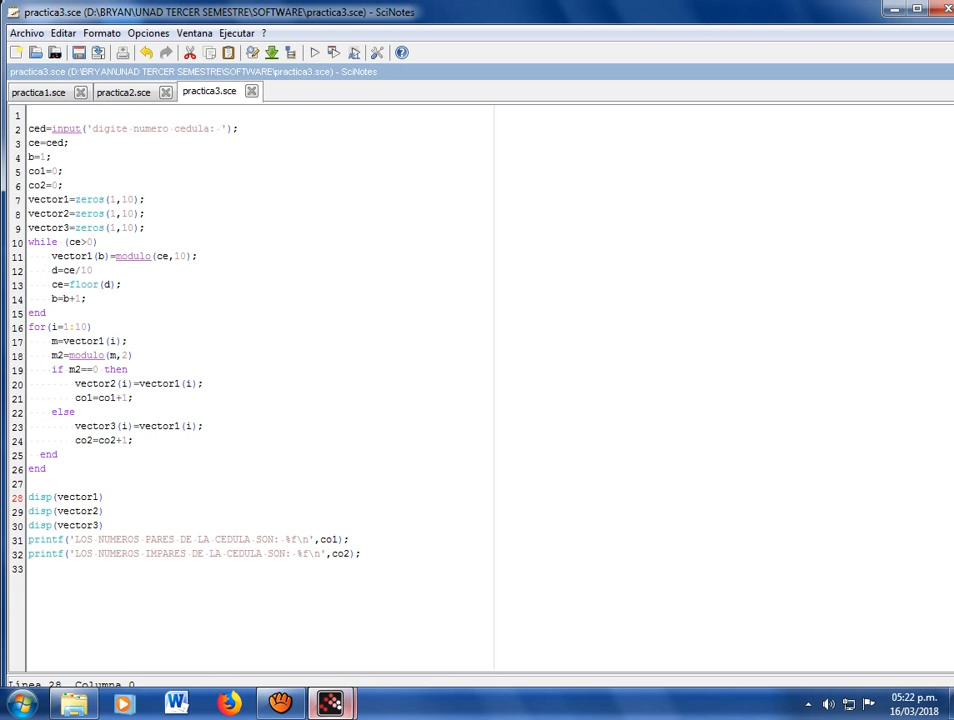 practica3.sce (D:\BRYAN\UNAD TERCER SEMESTRE\SOFTWARE\practica3.sce) - SciNotes
Archivo Editar Formato Opciones Ventana Ejecutar ?
practica3.sce (D:\BRYAN\UNAD TERCER SEMESTRE\SOFTWARE\practica3.sce) - SciNotes
practica1.sce practica2.sce practica3.sce
1
2 ced=input('digite numero cedula: ');
3 ce=ced;
4 b=1;
5 co1=0;
6 co2=0;
7 vector1=zeros(1,10);
8 vector2=zeros(1,10);
9 vector3=zeros(1,10);
10 while (ce>0)
11 vector1(b)=modulo(ce,10);
12 d=ce/10
13 ce=floor(d);
14 b=b+1;
15 end
16 for(i=1:10)
17 m=vector1(i);
18 m2=modulo(m,2)
19 if m2==0 then
20 vector2(i)=vector1(i);
21 co1=co1+1;
22 else
23 vector3(i)=vector1(i);
24 co2=co2+1;
25 end
26 end
27
28 disp(vector1)
29 disp(vector2)
30 disp(vector3)
31 printf('LOS NUMEROS PARES DE LA CEDULA SON: %f\n',co1);
32 printf('LOS NUMEROS IMPARES DE LA CEDULA SON: %f\n',co2);
33
Línea 28, Columna 0.
05:22 p.m.
16/03/2018